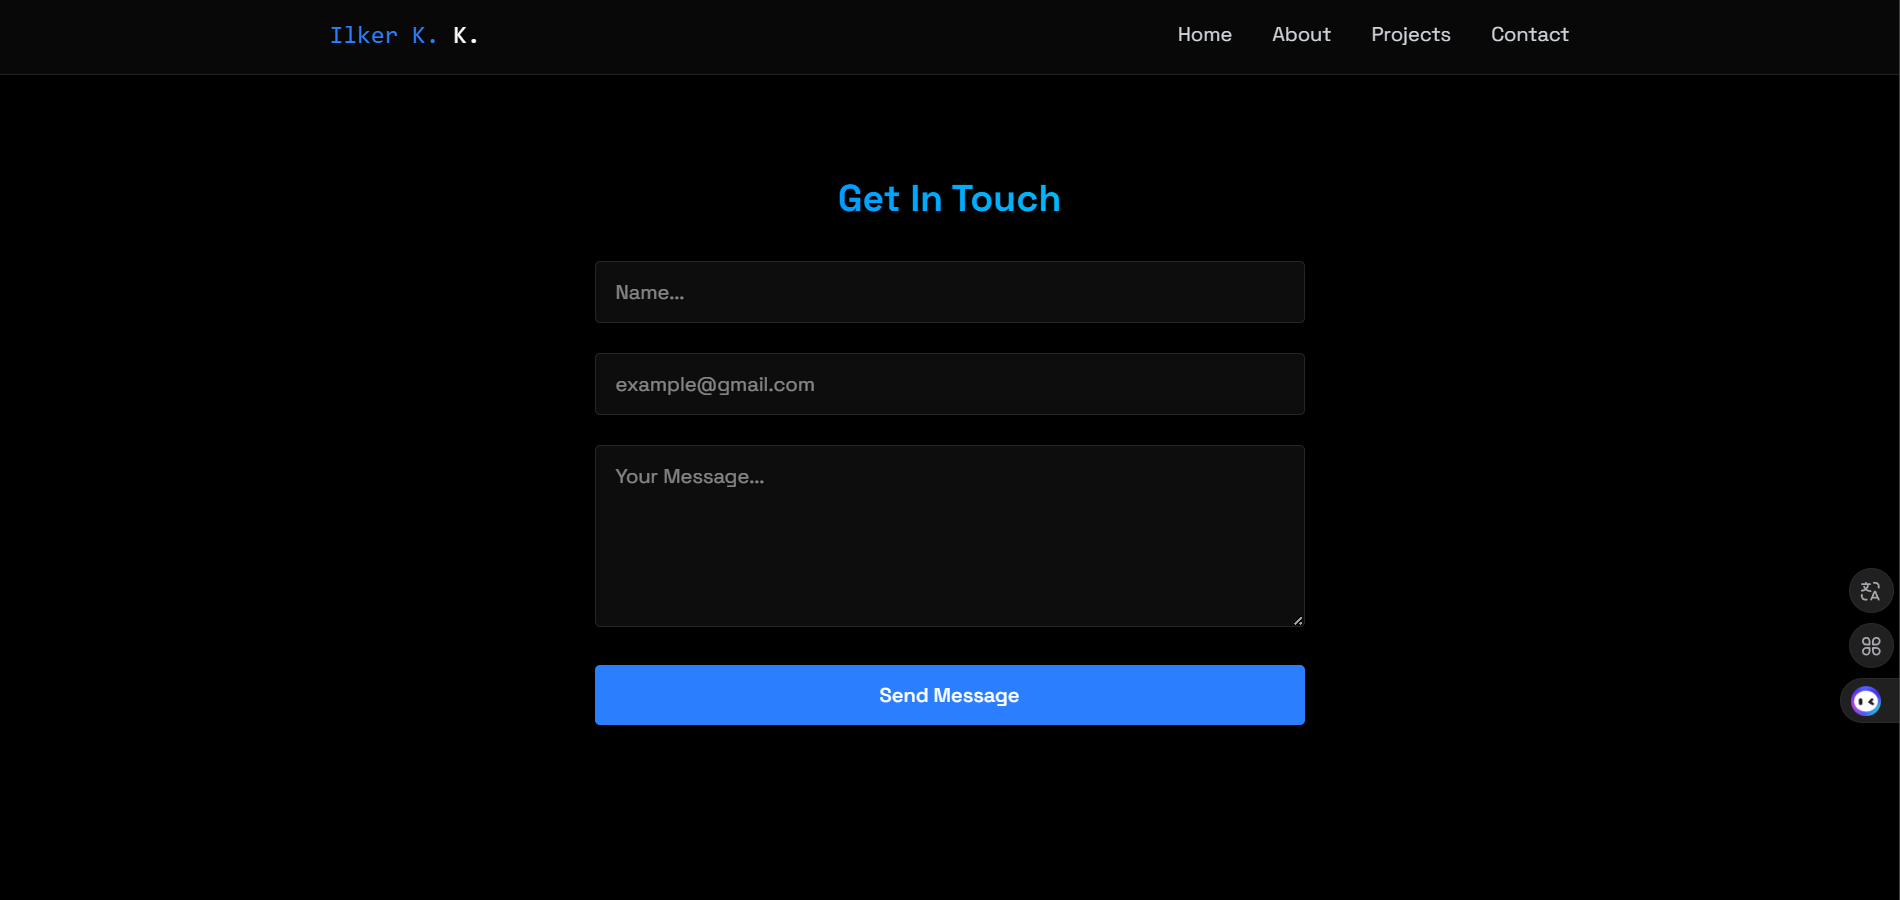 Ilker K. K.
Home About Projects Contact
Get In Touch
Name...
example@gmail.com
Your Message...
Send Message